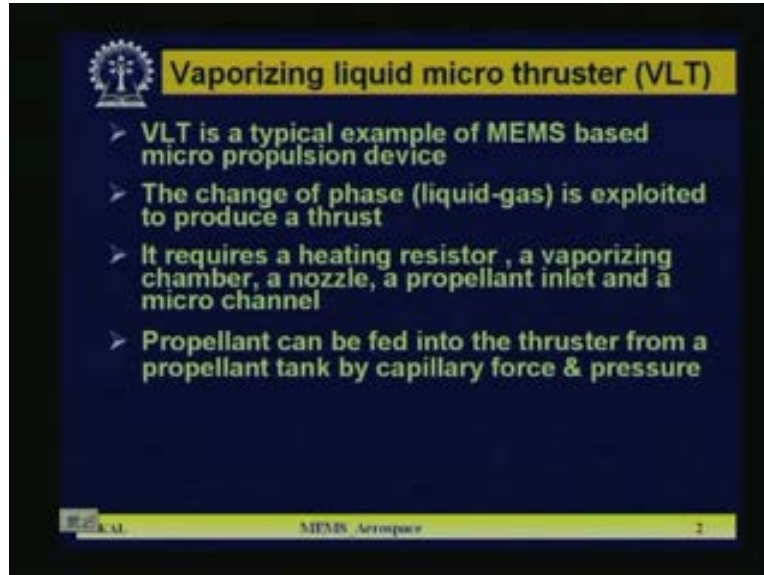 Vaporizing liquid micro thruster (VLT)
VLT is a typical example of MEMS based
micro propulsion device
The change of phase (liquid-gas) is exploited
to produce a thrust
It requires a heating resistor , a vaporizing
chamber, a nozzle, a propellant inlet and a
micro channel
Propellant can be fed into the thruster from a
propellant tank by capillary force & pressure
KAL MEMS Aerospace 2